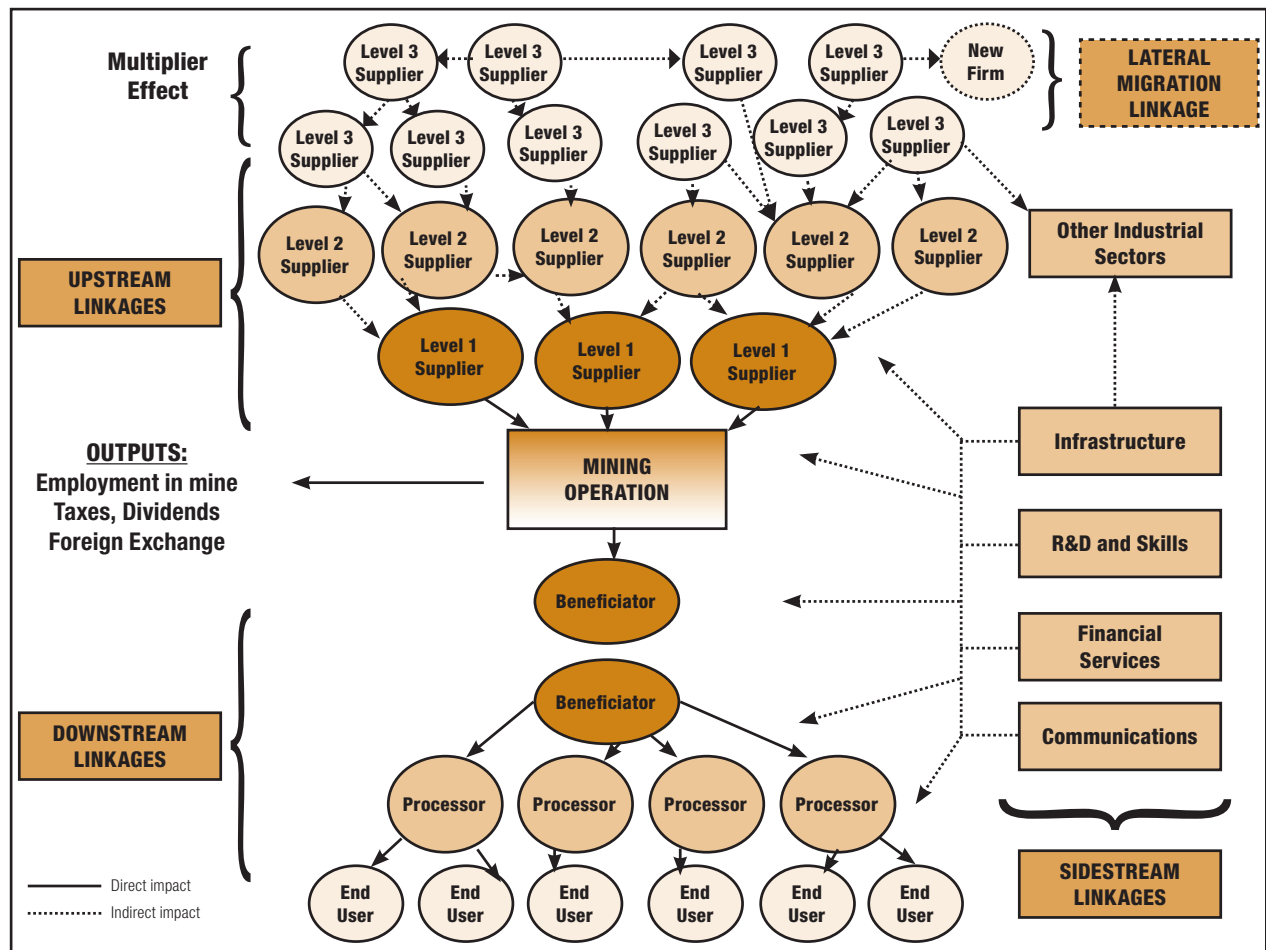 Multiplier
Effect
Level 3
Supplier
Level 3
Supplier
Level 3
Supplier
Level 3
Supplier
New
Firm
LATERAL
MIGRATION
LINKAGE
Level 3
Supplier
Level 3
Supplier
Level 3
Supplier
Level 3
Supplier
Level 3
Supplier
Level 3
Supplier
UPSTREAM
LINKAGES
Level 2
Supplier
Level 2
Supplier
Level 2
Supplier
Level 2
Supplier
Level 2
Supplier
Level 2
Supplier
Other Industrial
Sectors
Level 1
Supplier
Level 1
Supplier
Level 1
Supplier
OUTPUTS:
Employment in mine
Taxes, Dividends
Foreign Exchange
MINING
OPERATION
Infrastructure
R&D and Skills
Beneficiator
Financial
Services
Beneficiator
DOWNSTREAM
LINKAGES
Communications
Processor
Processor
Processor
Processor
End
User
End
User
End
User
End
User
End
User
End
User
SIDESTREAM
LINKAGES
Direct impact
Indirect impact